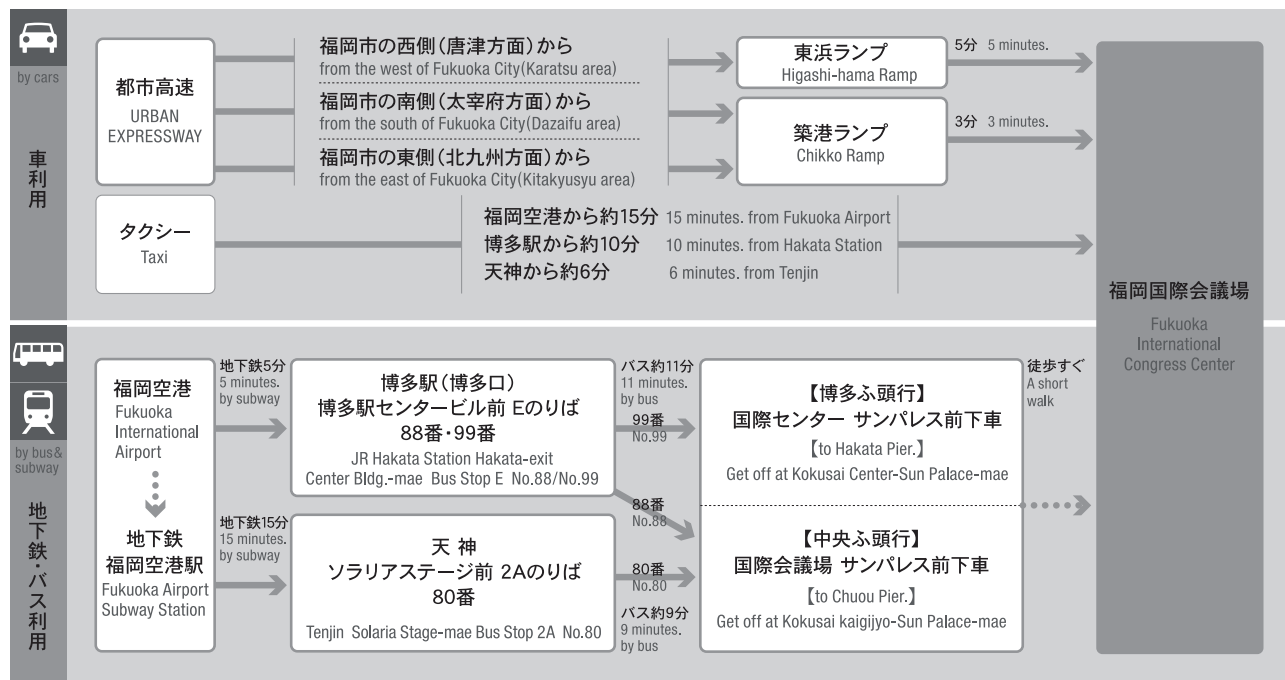 by cars
車利用
都市高速
URBAN
EXPRESSWAY
福岡市の西側（唐津方面）から
from the west of Fukuoka City(Karatsu area)
福岡市の南側（太宰府方面）から
from the south of Fukuoka City(Dazaifu area)
福岡市の東側（北九州方面）から
from the east of Fukuoka City(Kitakyusyu area)
東浜ランプ
Higashi-hama Ramp
5分 5 minutes.
築港ランプ
Chikko Ramp
3分 3 minutes.
タクシー
Taxi
福岡空港から約15分 15 minutes. from Fukuoka Airport
博多駅から約10分 10 minutes. from Hakata Station
天神から約6分 6 minutes. from Tenjin
福岡国際会議場
Fukuoka
International
Congress Center
by bus&
subway
地下鉄・バス利用
福岡空港
Fukuoka
International
Airport
地下鉄
福岡空港駅
Fukuoka Airport
Subway Station
地下鉄5分
5 minutes.
by subway
博多駅（博多口）
博多駅センタービル前 Eのりば
88番・99番
JR Hakata Station Hakata-exit
Center Bldg.-mae Bus Stop E No.88/No.99
地下鉄15分
15 minutes.
by subway
天神
ソラリアステージ前 2Aのりば
80番
Tenjin Solaria Stage-mae Bus Stop 2A No.80
バス約11分
11 minutes.
by bus
99番
No.99
88番
No.88
80番
No.80
バス約9分
9 minutes.
by bus
【博多ふ頭行】
国際センター サンパレス前下車
【to Hakata Pier.】
Get off at Kokusai Center-Sun Palace-mae
【中央ふ頭行】
国際会議場 サンパレス前下車
【to Chuou Pier.】
Get off at Kokusai kaigijyo-Sun Palace-mae
徒歩すぐ
A short
walk